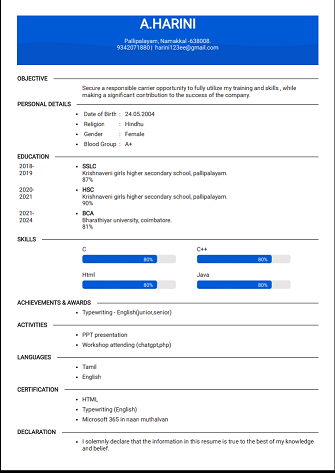 A.HARINI
Pallipalayam, Namakkal -638008.
9342071880 | harini123ee@gmail.com
OBJECTIVE
Secure a responsible carrier opportunity to fully utilize my training and skills , while
making a significant contribution to the success of the company.
PERSONAL DETAILS
• Date of Birth : 24.05.2004
• Religion : Hindhu
• Gender : Female
• Blood Group : A+
EDUCATION
2018-
2019
• SSLC
Krishnaveni girls higher secondary school, pallipalayam.
87%
2020-
2021
• HSC
Krishnaveni girls higher secondary school, pallipalayam.
90%
2021-
2024
• BCA
Bharathiyar university, coimbatore.
81%
SKILLS
C
80%
C++
80%
Html
80%
Java
80%
ACHIEVEMENTS & AWARDS
• Typewriting - English(junior,senior)
ACTIVITIES
• PPT presentation
• Workshop attending (chatgpt,php)
LANGUAGES
• Tamil
• English
CERTIFICATION
• HTML
• Typewriting (English)
• Microsoft 365 in naan muthalvan
DECLARATION
• I solemnly declare that the information in this resume is true to the best of my knowledge
and belief.